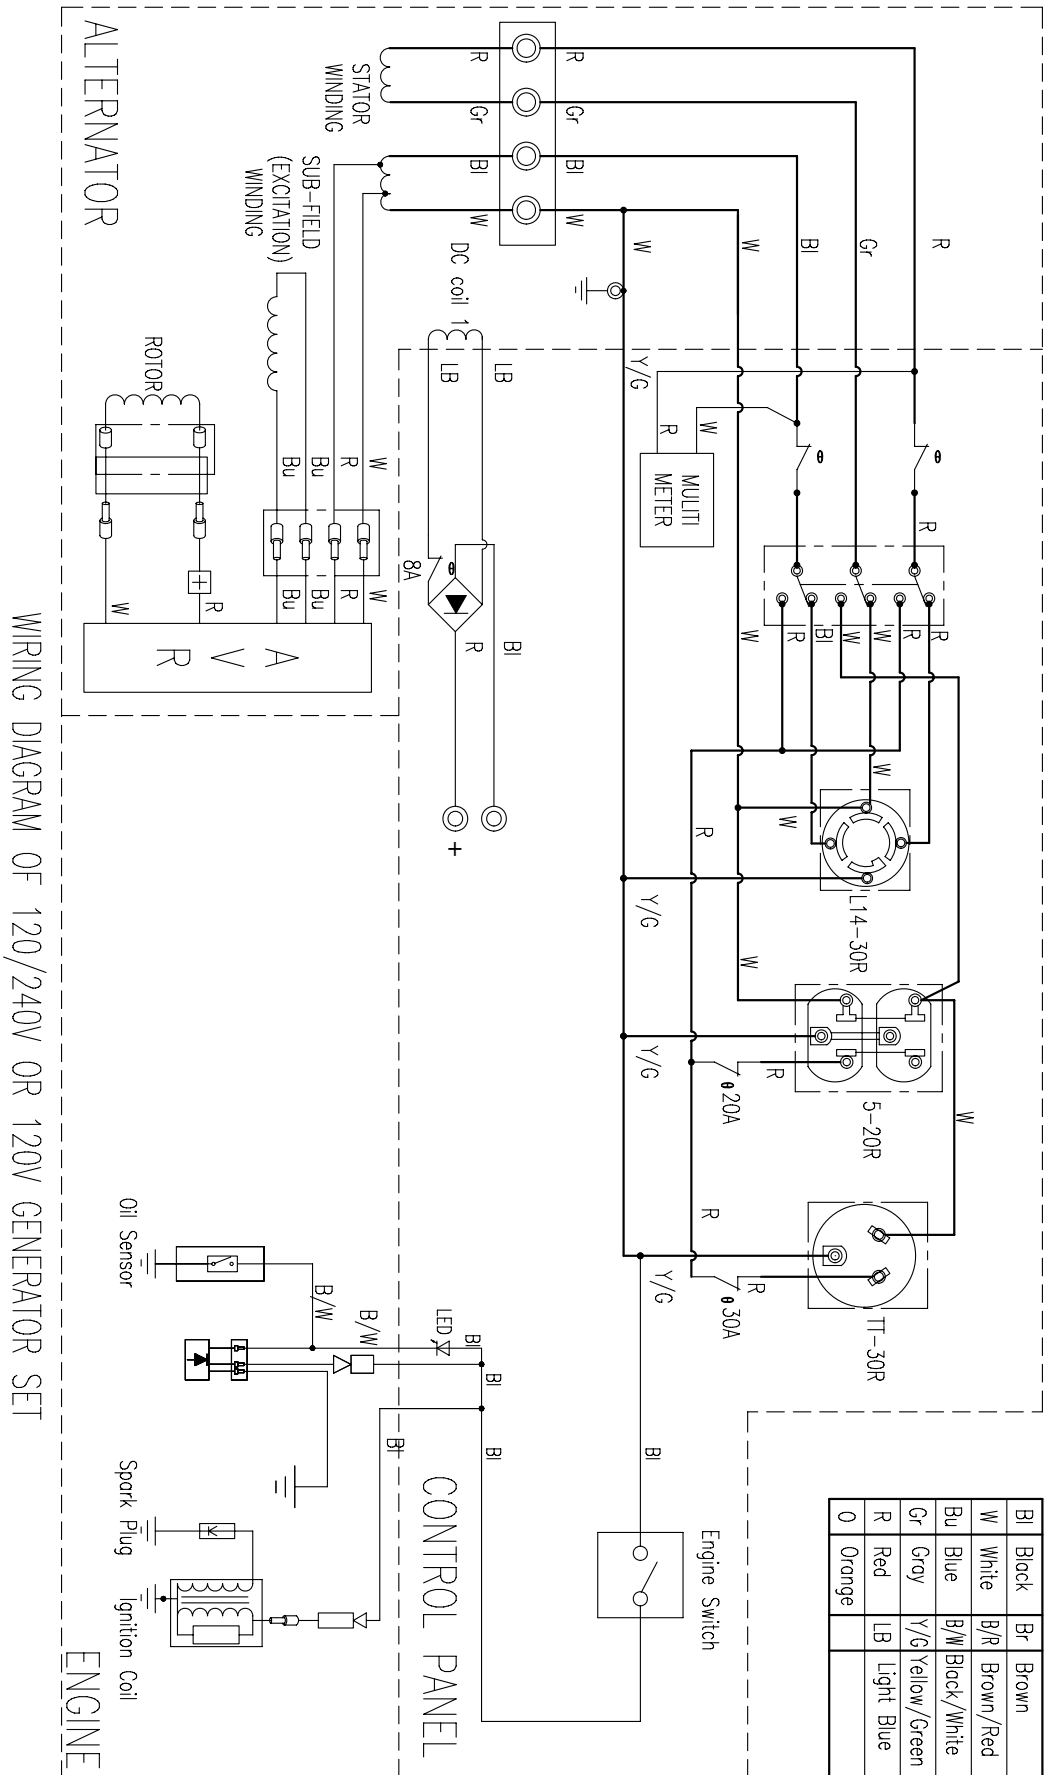 ALTERNATOR
STATOR
WINDING
SUB-FIELD
(EXCITATION)
WINDING
ROTOR
R
Gr
Bl
W
R
Gr
Bl
W
R
Gr
Bl
W
W
DC coil 1
LB
LB
Y/G
W
R
Bu
Bu
W
R
Bu
Bu
W
R
A V R
8A
θ
Bl
R
+
R
W
MULITI
METER
θ
θ
R
R
R
W
W
Bl
R
W
W
W
R
Y/G
L14-30R
W
Y/G
R
θ 20A
5-20R
W
R
Y/G
R
θ 30A
TT-30R
Bl
Engine Switch
CONTROL PANEL
LED
Bl
Bl
Bl
Bl
B/W
B/W
Oil Sensor
Spark Plug
Ignition Coil
ENGINE
Bl Black Br Brown
W White B/R Brown/Red
Bu Blue B/W Black/White
Gr Gray Y/G Yellow/Green
R Red LB Light Blue
O Orange
WIRING DIAGRAM OF 120/240V OR 120V GENERATOR SET